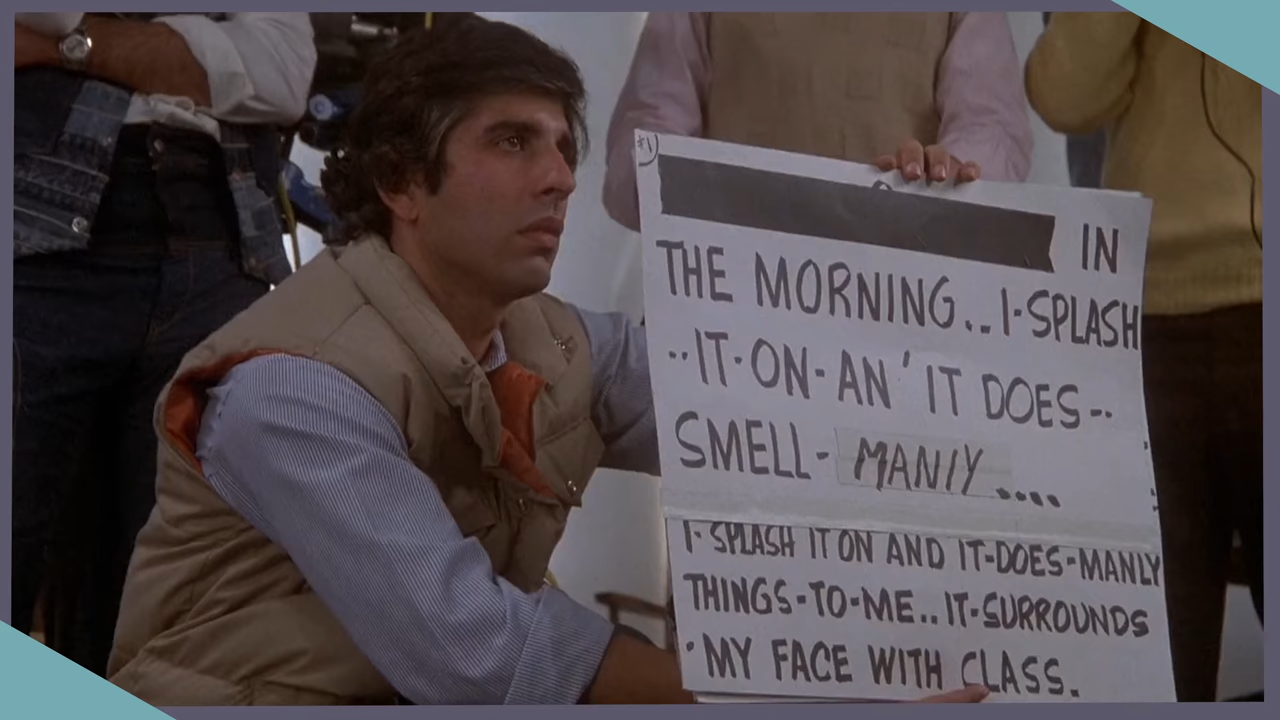 #1
IN
THE MORNING.. I-SPLASH
..IT-ON-AN' IT DOES--
SMELL- MANLY....
I-SPLASH IT ON AND IT-DOES-MANLY
THINGS-TO-ME.. IT-SURROUNDS
·MY FACE WITH CLASS.